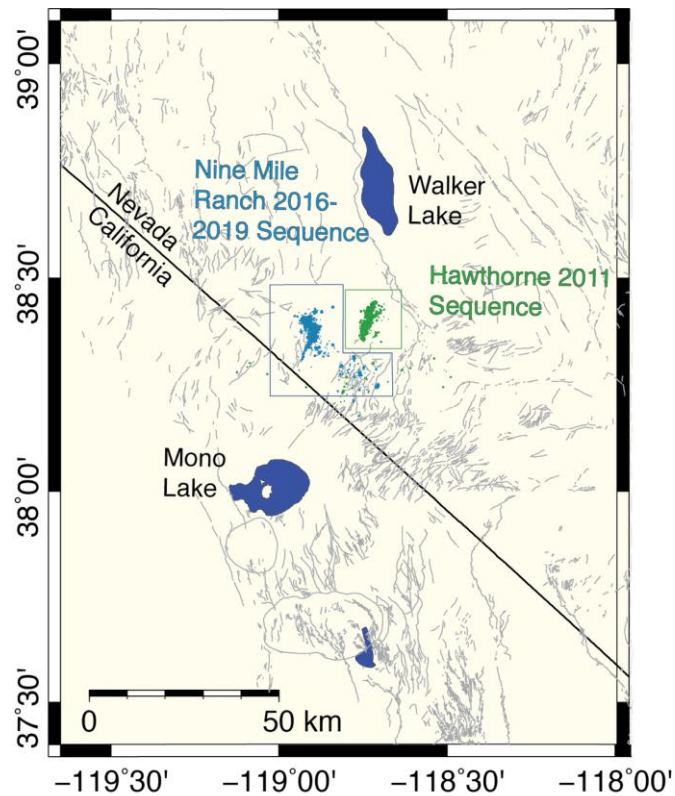 39˚00'
Nine Mile
Ranch 2016-
2019 Sequence
Walker
Lake
Nevada
California
38˚30'
Hawthorne 2011
Sequence
Mono
Lake
38˚00'
37˚30'
0 50 km
−119˚30' −119˚00' −118˚30' −118˚00'